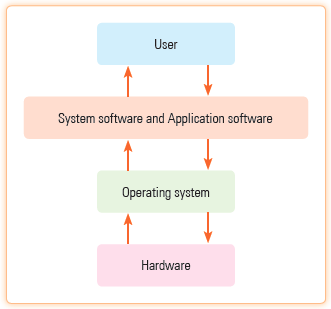 User
System software and Application software
Operating system
Hardware